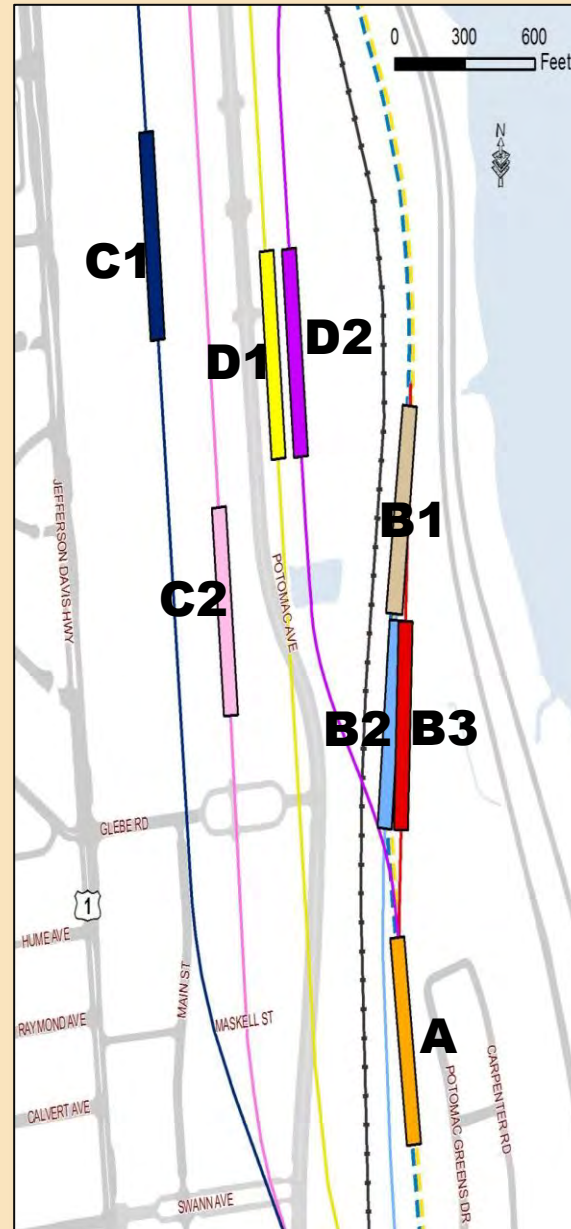 0 300 600
Feet
N
C1
D1
D2
JEFFERSON DAVIS HWY
B1
C2
POTOMAC AVE
B2
B3
GLEBE RD
1
HUME AVE
MAIN ST
RAYMOND AVE
MASKELL ST
A
CARPENTER RD
POTOMAC GREENS DR
CALVERT AVE
SWANN AVE